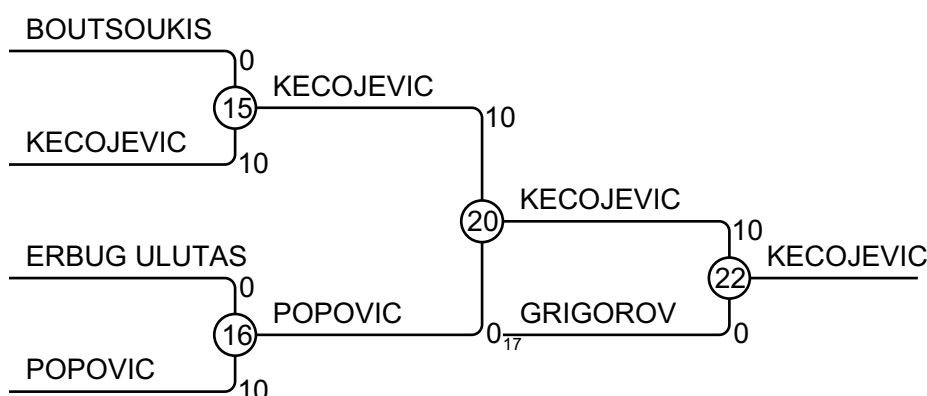 BOUTSOUKIS
0
15
KECOJEVIC
10
KECOJEVIC
10
20
KECOJEVIC
10
22
KECOJEVIC
ERBUG ULUTAS
0
16
POPOVIC
0
17
GRIGOROV
0
POPOVIC
10